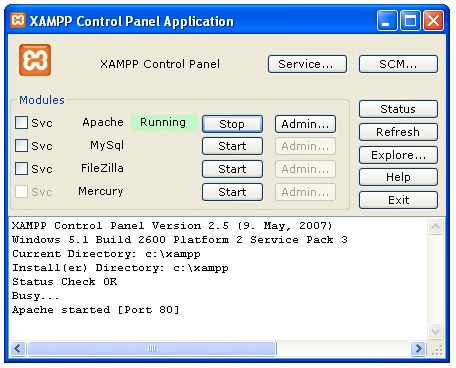 XAMPP Control Panel Application
XAMPP Control Panel
Service...
SCM...
Modules
Svc Apache Running Stop Admin...
Svc MySql Start Admin...
Svc FileZilla Start Admin...
Svc Mercury Start Admin...
Status
Refresh
Explore...
Help
Exit
XAMPP Control Panel Version 2.5 (9. May, 2007)
Windows 5.1 Build 2600 Platform 2 Service Pack 3
Current Directory: c:\xampp
Install(er) Directory: c:\xampp
Status Check OK
Busy...
Apache started [Port 80]